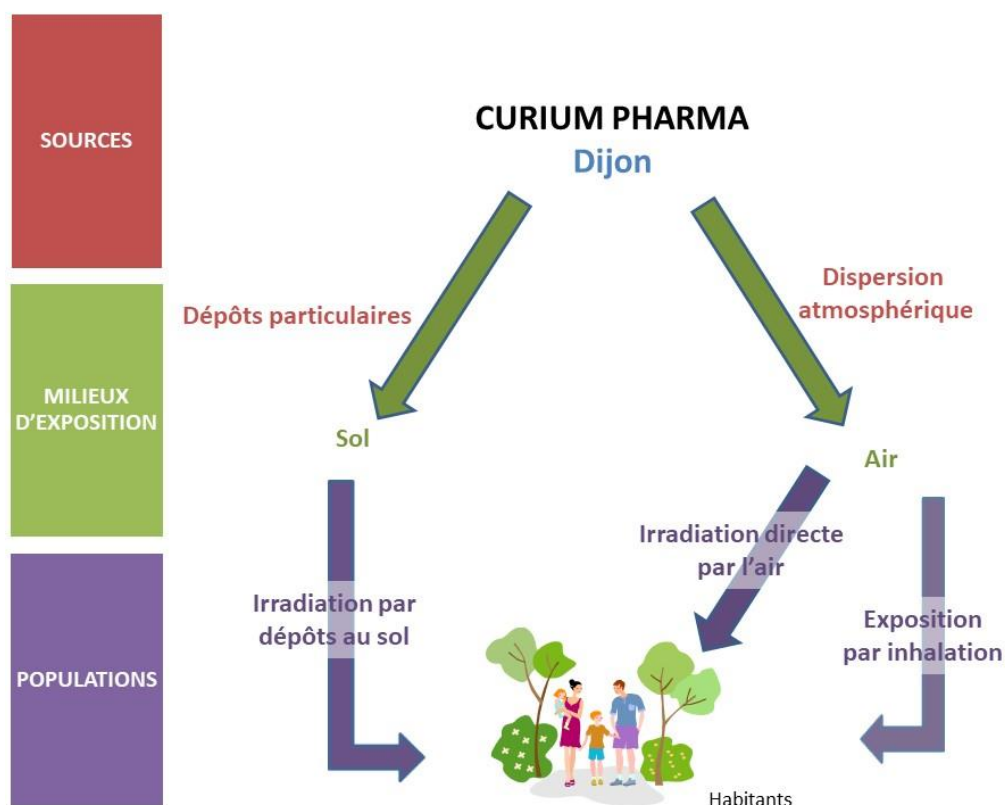 SOURCES
CURIUM PHARMA
Dijon
Dépôts particulaires
Dispersion
atmosphérique
MILIEUX
D'EXPOSITION
Sol
Air
Irradiation directe
par l'air
Irradiation par
dépôts au sol
Exposition
par inhalation
POPULATIONS
Habitants